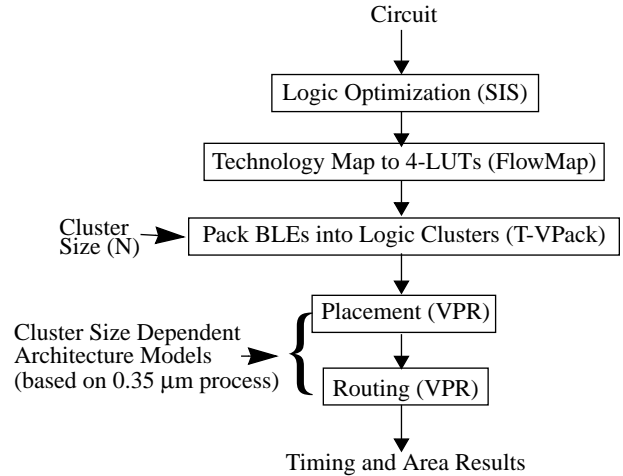 Circuit
Logic Optimization (SIS)
Technology Map to 4-LUTs (FlowMap)
Cluster
Size (N)
Pack BLEs into Logic Clusters (T-VPack)
Placement (VPR)
Cluster Size Dependent
Architecture Models
(based on 0.35 µm process)
Routing (VPR)
Timing and Area Results